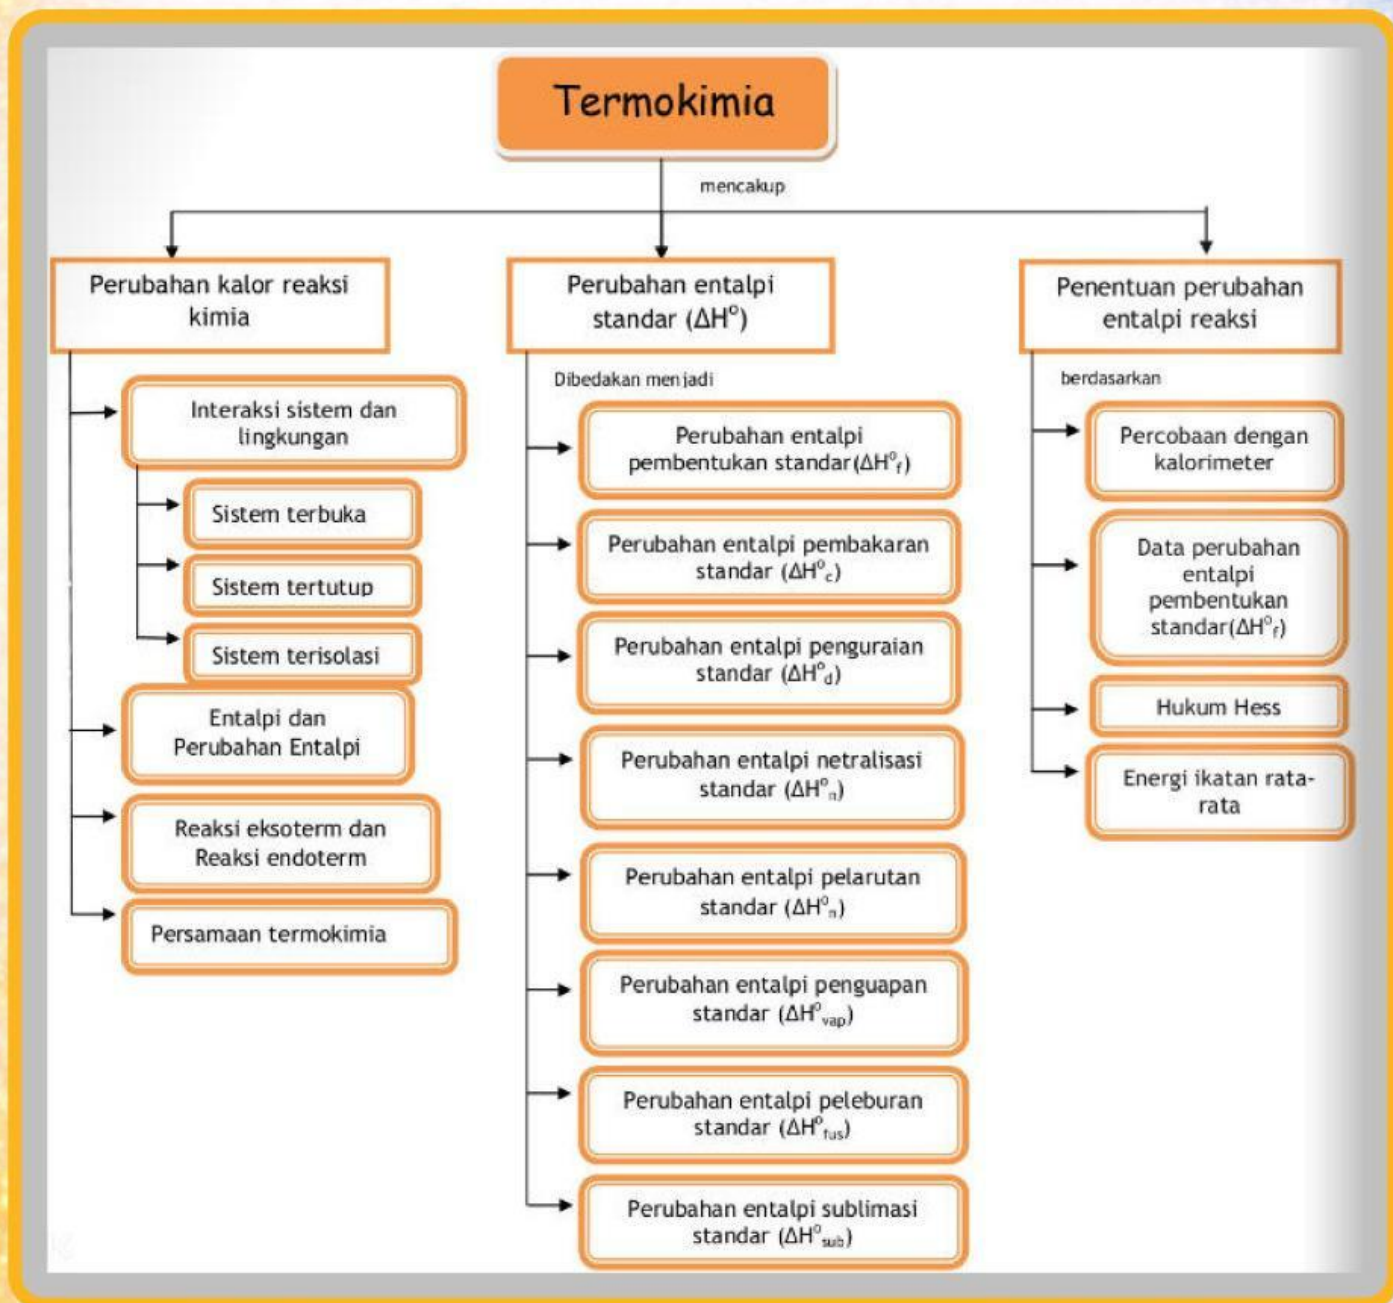 Termokimia
mencakup
Perubahan kalor reaksi
kimia
Interaksi sistem dan
lingkungan
Sistem terbuka
Sistem tertutup
Sistem terisolasi
Entalpi dan
Perubahan Entalpi
Reaksi eksoterm dan
Reaksi endoterm
Persamaan termokimia
Perubahan entalpi
standar (ΔH°)
Dibedakan menjadi
Perubahan entalpi
pembentukan standar(ΔH°f)
Perubahan entalpi pembakaran
standar (ΔH°c)
Perubahan entalpi penguraian
standar (ΔH°d)
Perubahan entalpi netralisasi
standar (ΔH°n)
Perubahan entalpi pelarutan
standar (ΔH°n)
Perubahan entalpi penguapan
standar (ΔH°vap)
Perubahan entalpi peleburan
standar (ΔH°fus)
Perubahan entalpi sublimasi
standar (ΔH°sub)
Penentuan perubahan
entalpi reaksi
berdasarkan
Percobaan dengan
kalorimeter
Data perubahan
entalpi
pembentukan
standar(ΔH°f)
Hukum Hess
Energi ikatan rata-
rata